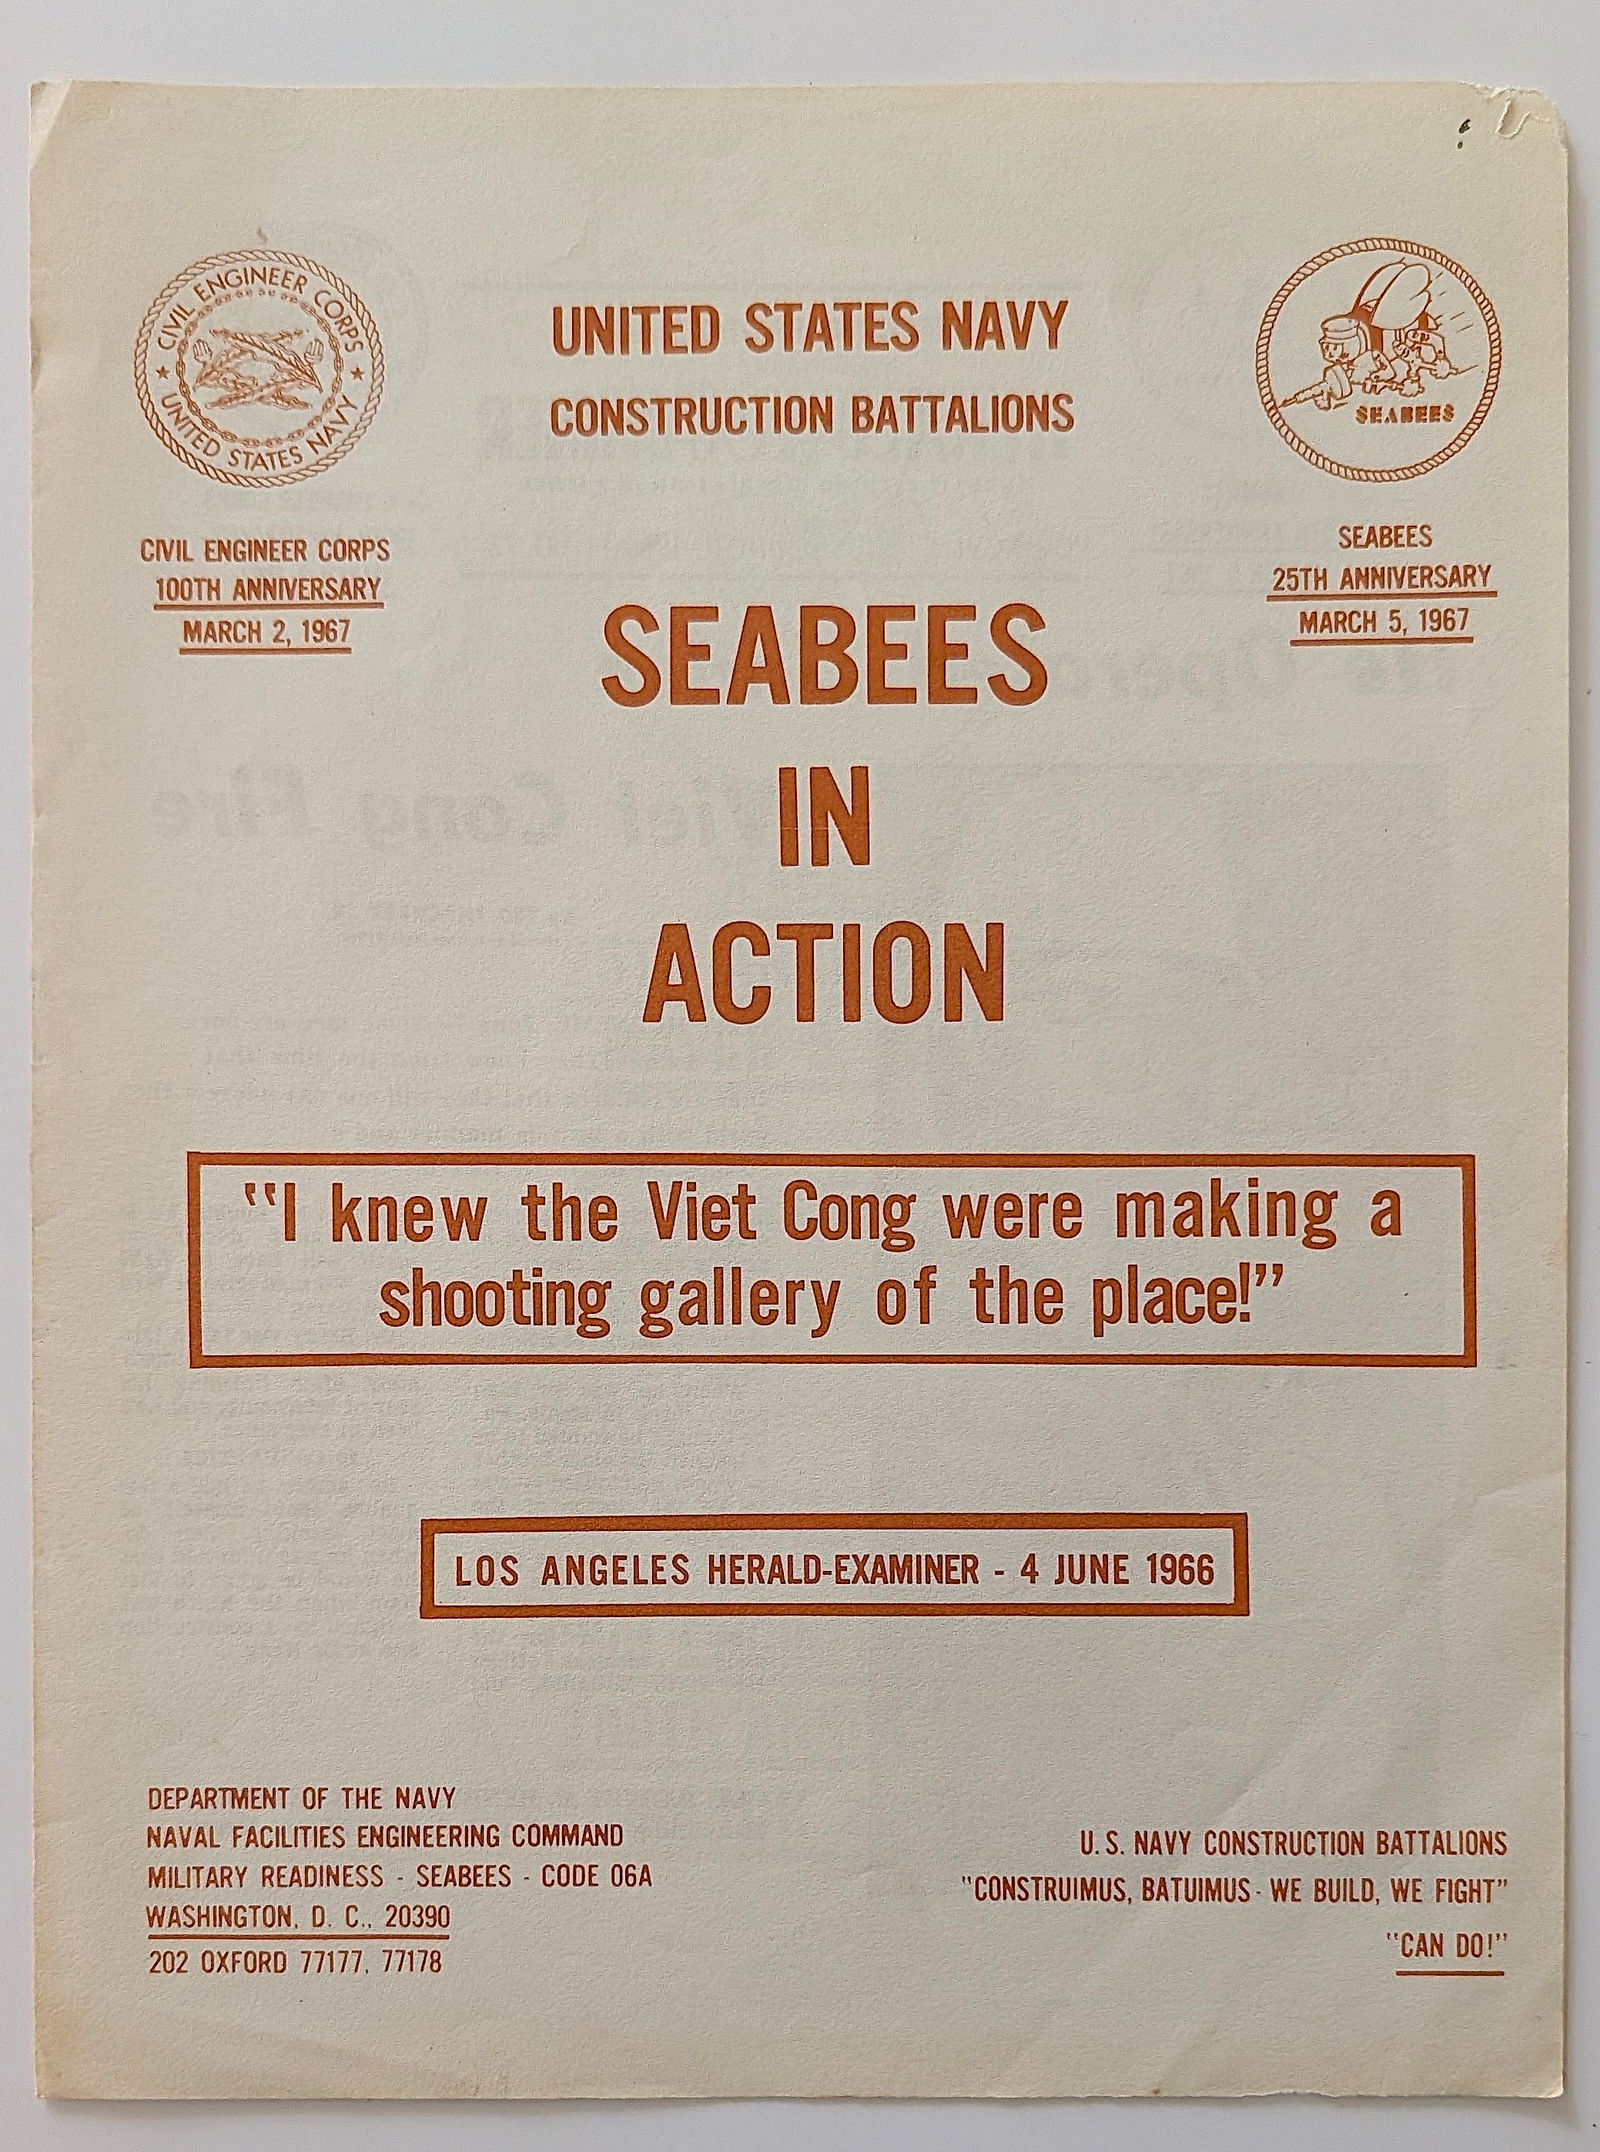 CIVIL ENGINEER CORPS
UNITED STATES NAVY
UNITED STATES NAVY
CONSTRUCTION BATTALIONS
SEABEES
CIVIL ENGINEER CORPS
100TH ANNIVERSARY
MARCH 2, 1967
SEABEES
25TH ANNIVERSARY
MARCH 5, 1967
SEABEES
IN
ACTION
"I knew the Viet Cong were making a
shooting gallery of the place!"
LOS ANGELES HERALD-EXAMINER - 4 JUNE 1966
DEPARTMENT OF THE NAVY
NAVAL FACILITIES ENGINEERING COMMAND
MILITARY READINESS - SEABEES - CODE 06A
WASHINGTON, D. C., 20390
202 OXFORD 77177, 77178
U. S. NAVY CONSTRUCTION BATTALIONS
"CONSTRUIMUS, BATUIMUS - WE BUILD, WE FIGHT"
"CAN DO!"